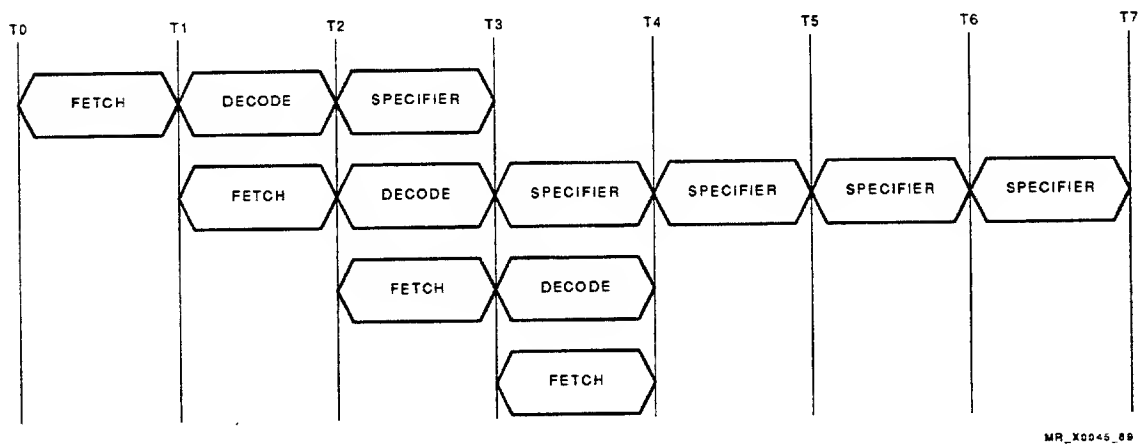 T0 T1 T2 T3 T4 T5 T6 T7
FETCH DECODE SPECIFIER
FETCH DECODE SPECIFIER SPECIFIER SPECIFIER SPECIFIER
FETCH DECODE
FETCH
MR_X0045_89